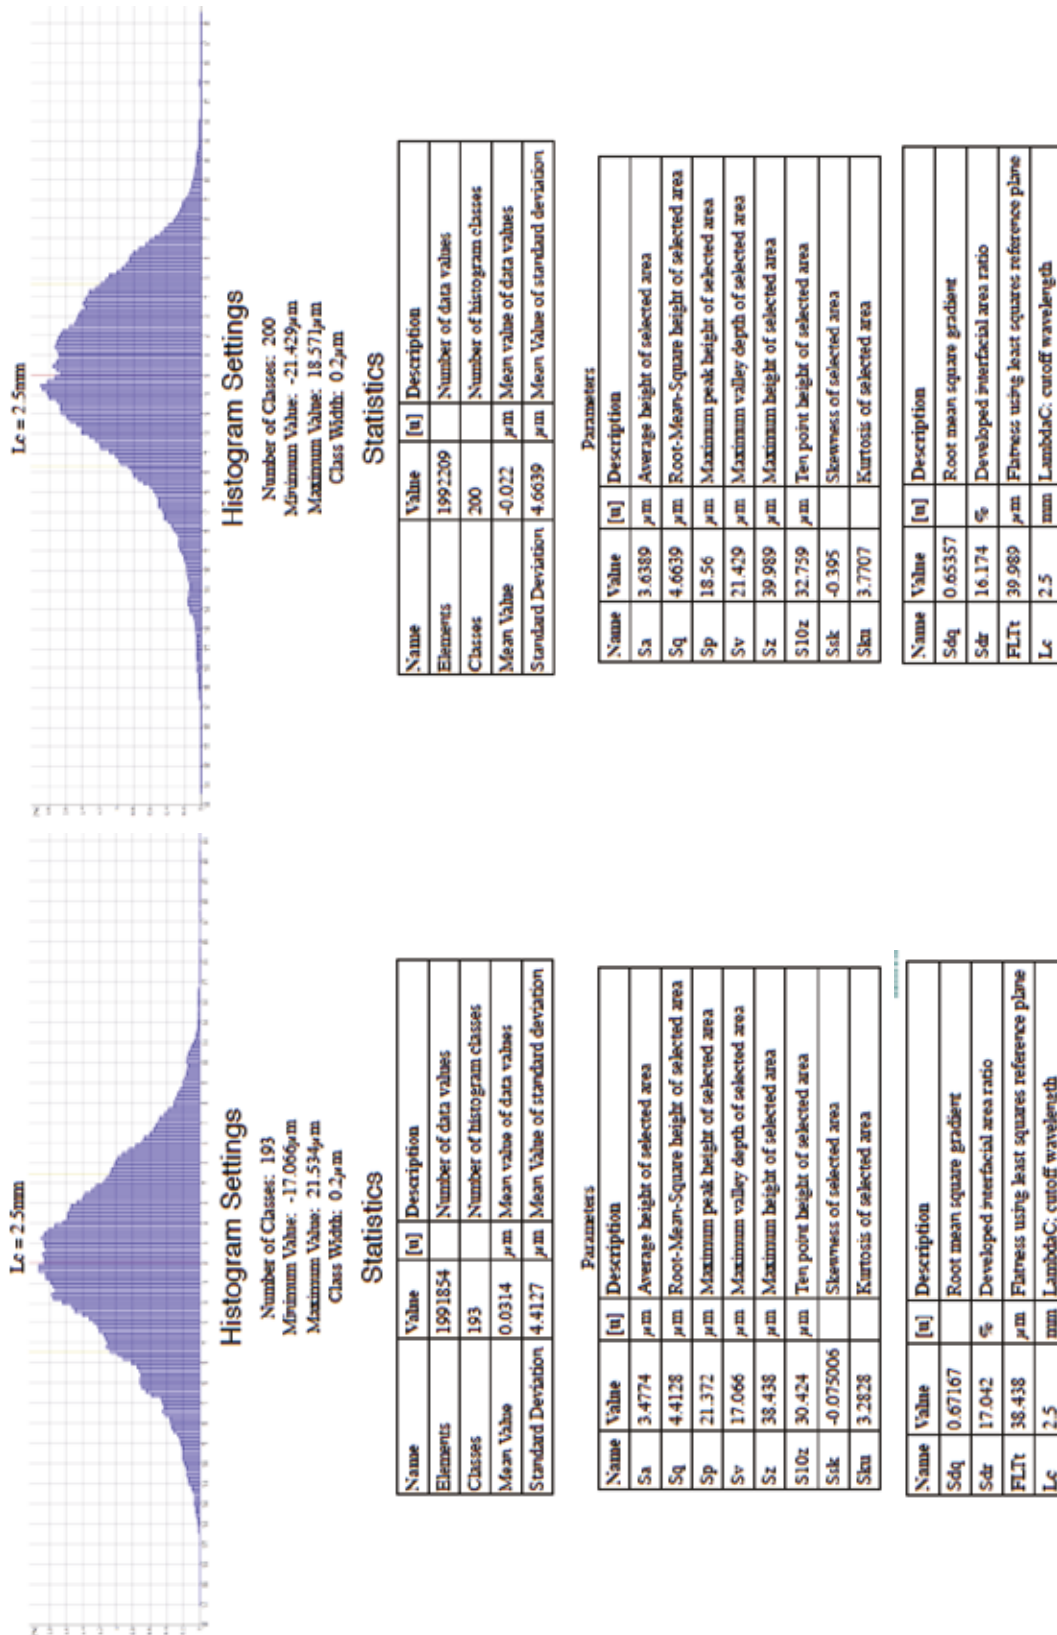 Lc = 2.5mm
Histogram Settings
Number of Classes: 193
Minimum Value: -17.066μm
Maximum Value: 21.534μm
Class Width: 0.2μm
Statistics
Name Value [u] Description
Elements 1991854 Number of data values
Classes 193 Number of histogram classes
Mean Value 0.0314 μm Mean value of data values
Standard Deviation 4.4127 μm Mean Value of standard deviation
Parameters
Name Value [u] Description
Sa 3.4774 μm Average height of selected area
Sq 4.4128 μm Root-Mean-Square height of selected area
Sp 21.372 μm Maximum peak height of selected area
Sv 17.066 μm Maximum valley depth of selected area
Sz 38.438 μm Maximum height of selected area
S10z 30.424 μm Ten point height of selected area
Ssk -0.075006 Skewness of selected area
Sku 3.2828 Kurtosis of selected area
Name Value [u] Description
Sdq 0.67167 Root mean square gradient
Sdr 17.042 % Developed interfacial area ratio
FLTt 38.438 μm Flatness using least squares reference plane
Lc 2.5 mm LambdaC: cutoff wavelength
Lc = 2.5mm
Histogram Settings
Number of Classes: 200
Minimum Value: -21.429μm
Maximum Value: 18.571μm
Class Width: 0.2μm
Statistics
Name Value [u] Description
Elements 1992209 Number of data values
Classes 200 Number of histogram classes
Mean Value -0.022 μm Mean value of data values
Standard Deviation 4.6639 μm Mean Value of standard deviation
Parameters
Name Value [u] Description
Sa 3.6389 μm Average height of selected area
Sq 4.6639 μm Root-Mean-Square height of selected area
Sp 18.56 μm Maximum peak height of selected area
Sv 21.429 μm Maximum valley depth of selected area
Sz 39.989 μm Maximum height of selected area
S10z 32.759 μm Ten point height of selected area
Ssk -0.395 Skewness of selected area
Sku 3.7707 Kurtosis of selected area
Name Value [u] Description
Sdq 0.65357 Root mean square gradient
Sdr 16.174 % Developed interfacial area ratio
FLTt 39.989 μm Flatness using least squares reference plane
Lc 2.5 mm LambdaC: cutoff wavelength